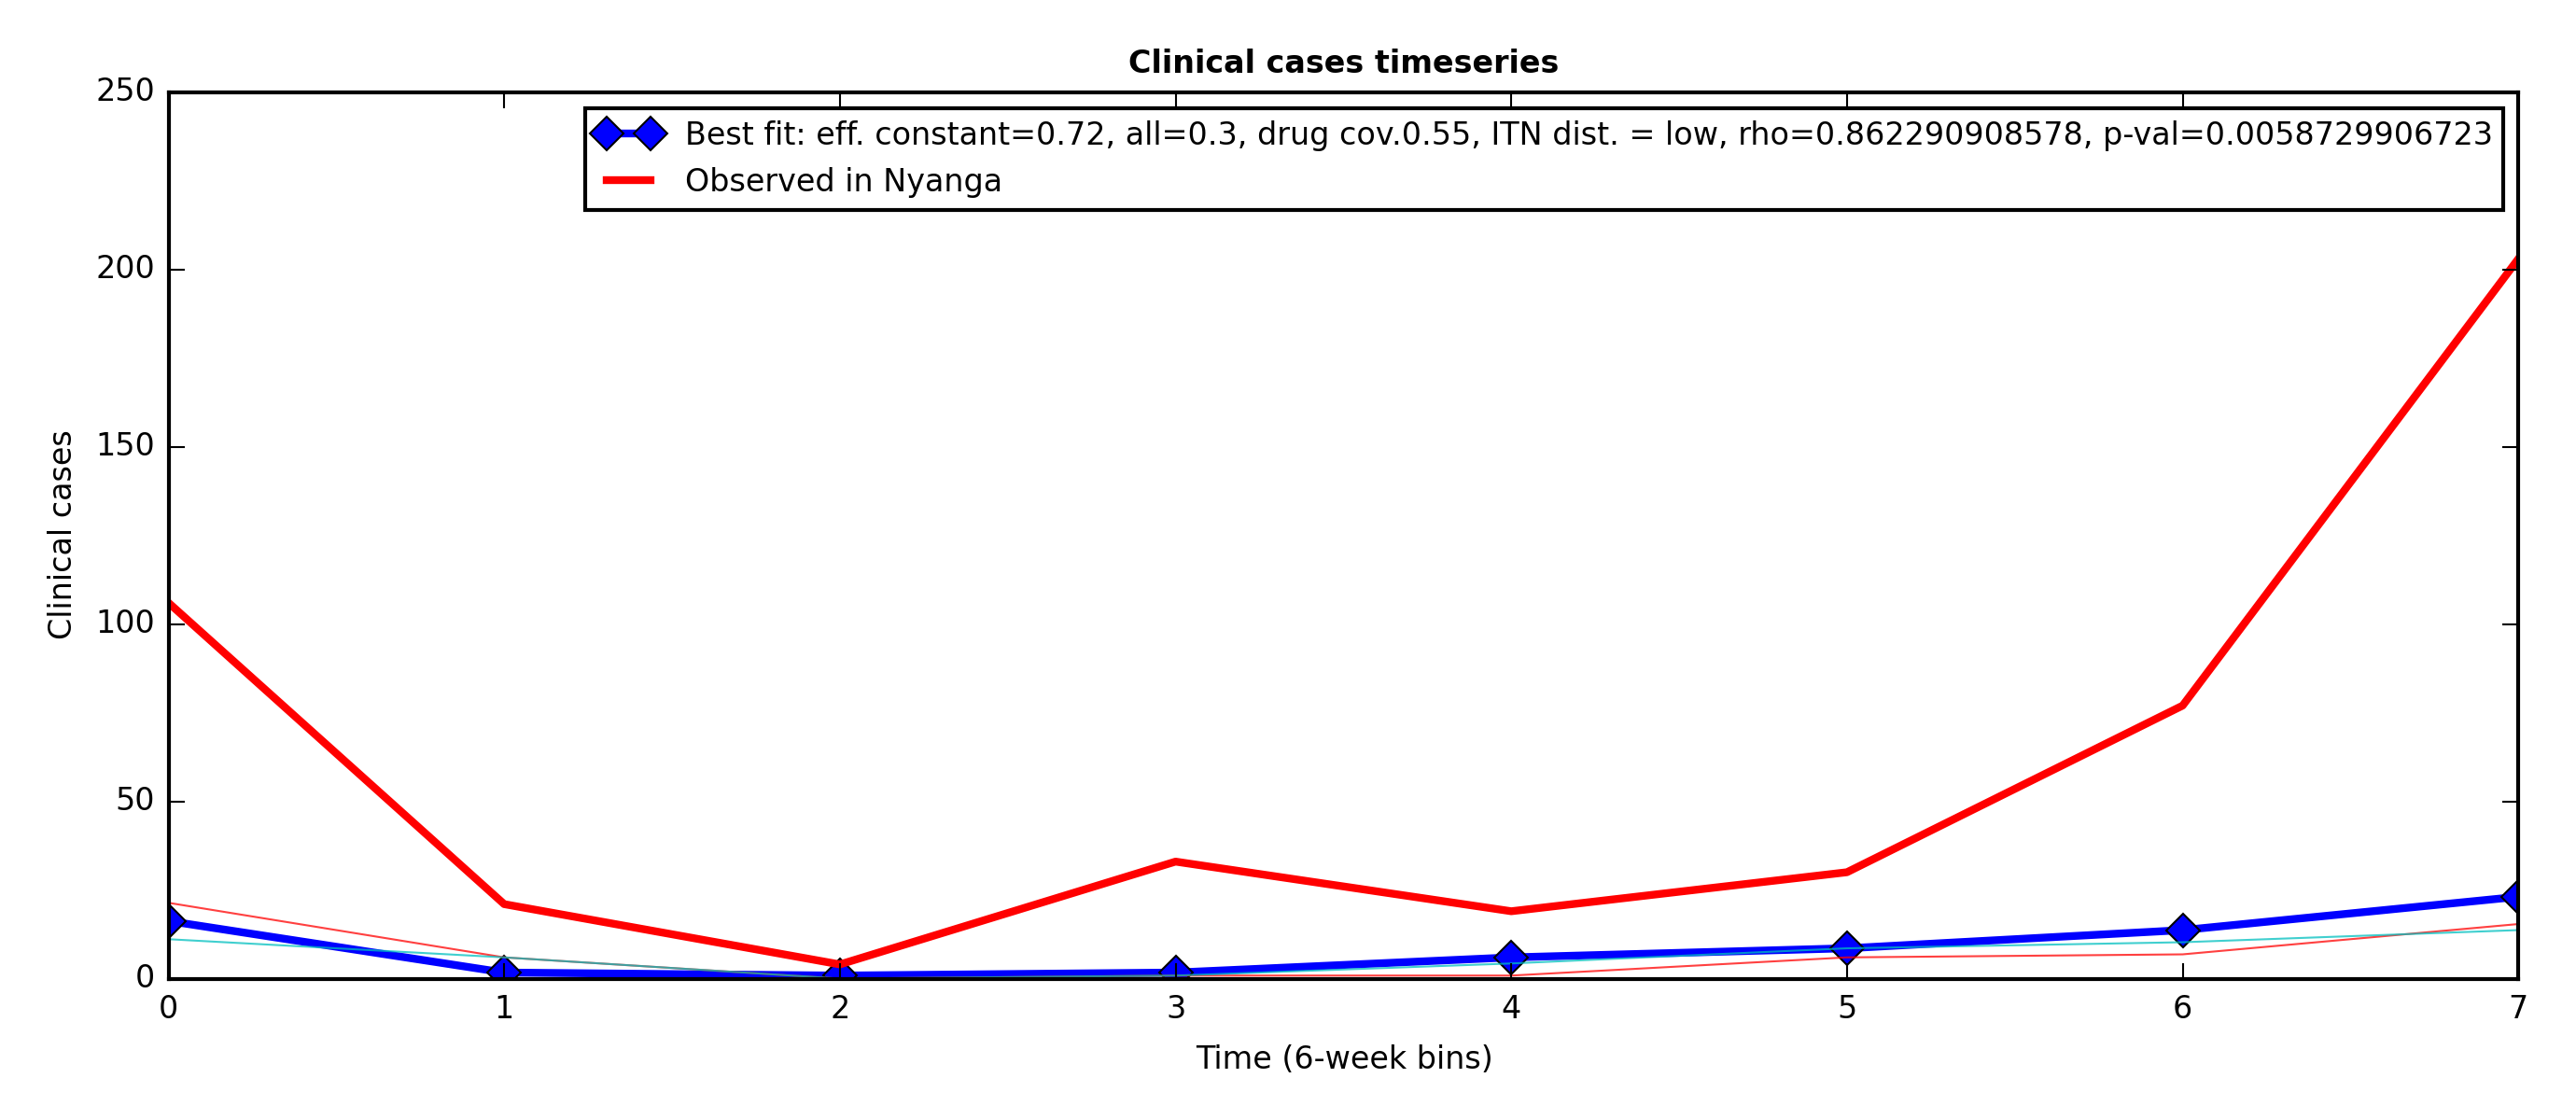 Clinical cases timeseries
250
Best fit: eff. constant=0.72, all=0.3, drug cov.0.55, ITN dist. = low, rho=0.862290908578, p-val=0.0058729906723
Observed in Nyanga
200
150
Clinical cases
100
50
0
0 1 2 3 4 5 6 7
Time (6-week bins)